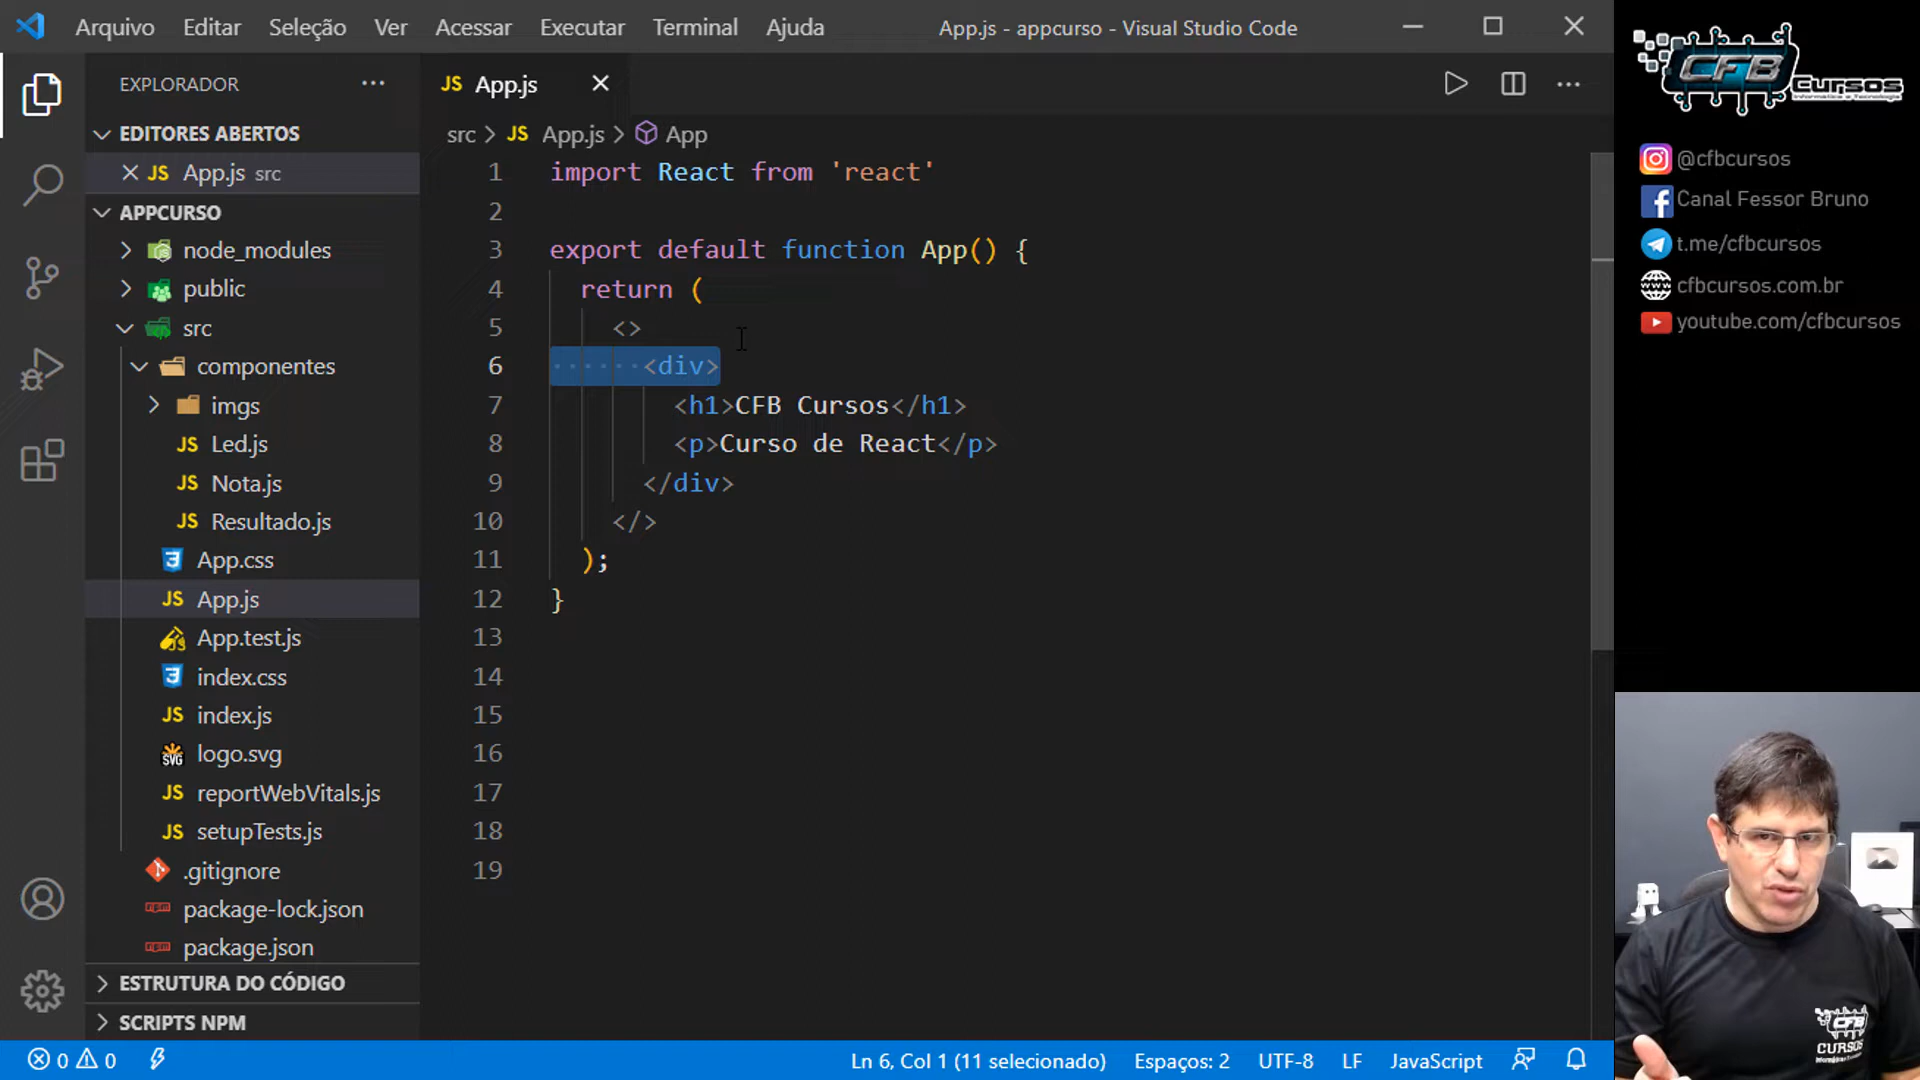 Arquivo Editar Seleção Ver Acessar Executar Terminal Ajuda App.js - appcurso - Visual Studio Code
EXPLORADOR
EDITORES ABERTOS
JS App.js src
APPCURSO
node_modules
public
src
componentes
imgs
JS Led.js
JS Nota.js
JS Resultado.js
App.css
JS App.js
App.test.js
index.css
JS index.js
SVG logo.svg
JS reportWebVitals.js
JS setupTests.js
.gitignore
npm package-lock.json
npm package.json
ESTRUTURA DO CÓDIGO
SCRIPTS NPM
JS App.js
src > JS App.js > App
1 import React from 'react'
2
3 export default function App() {
4 return (
5 <>
6 <div>
7 <h1>CFB Cursos</h1>
8 <p>Curso de React</p>
9 </div>
10 </>
11 );
12 }
13
14
15
16
17
18
19
0 0
Ln 6, Col 1 (11 selecionado) Espaços: 2 UTF-8 LF JavaScript
CFB Cursos
@cfbcursos
Canal Fessor Bruno
t.me/cfbcursos
cfbcursos.com.br
youtube.com/cfbcursos
CFB
CURSOS